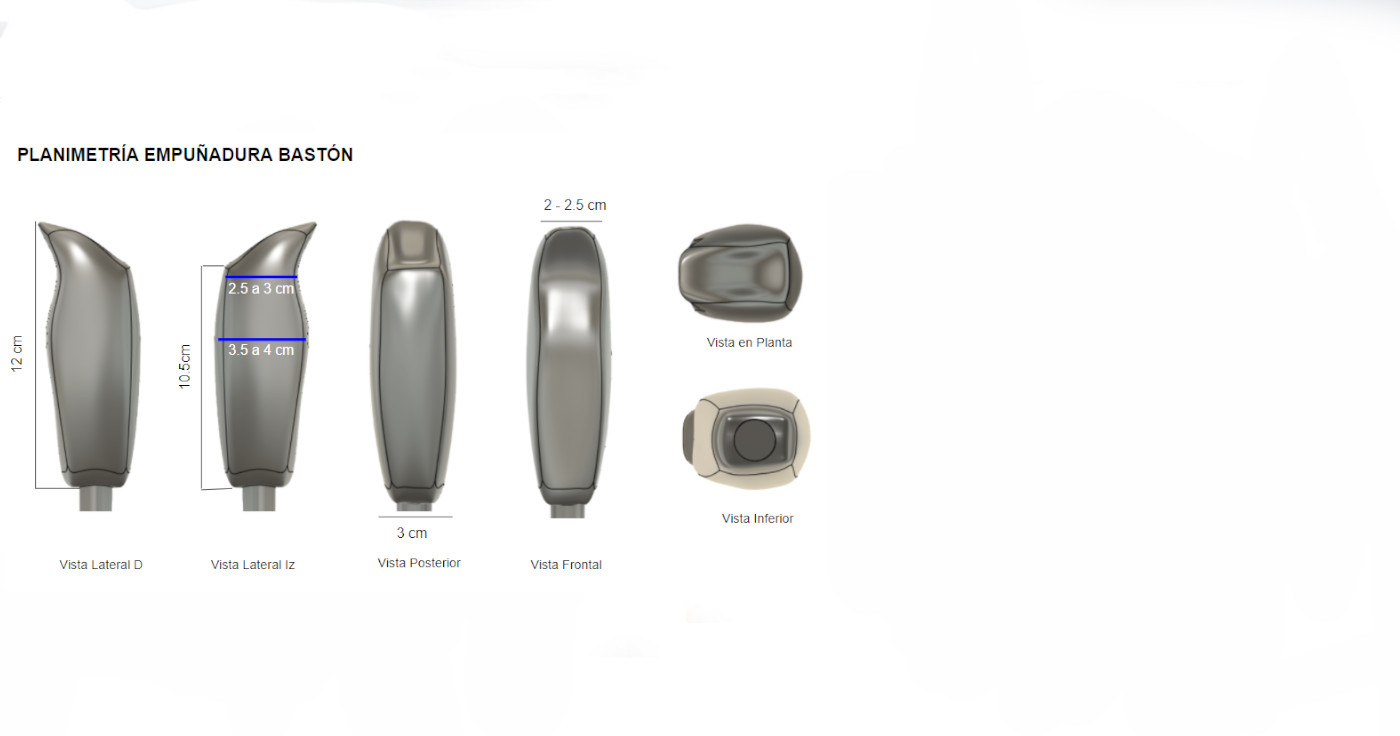 PLANIMETRÍA EMPUÑADURA BASTÓN
2 - 2.5 cm
2.5 a 3 cm
3.5 a 4 cm
12 cm
10.5cm
3 cm
Vista en Planta
Vista Inferior
Vista Lateral D
Vista Lateral Iz
Vista Posterior
Vista Frontal